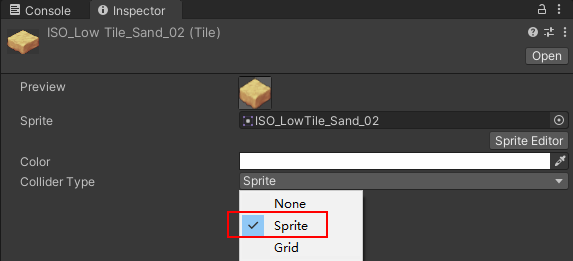 Console Inspector
ISO_Low Tile_Sand_02 (Tile)
Open
Preview
Sprite ISO_LowTile_Sand_02
Sprite Editor
Color
Collider Type Sprite
None
Sprite
Grid